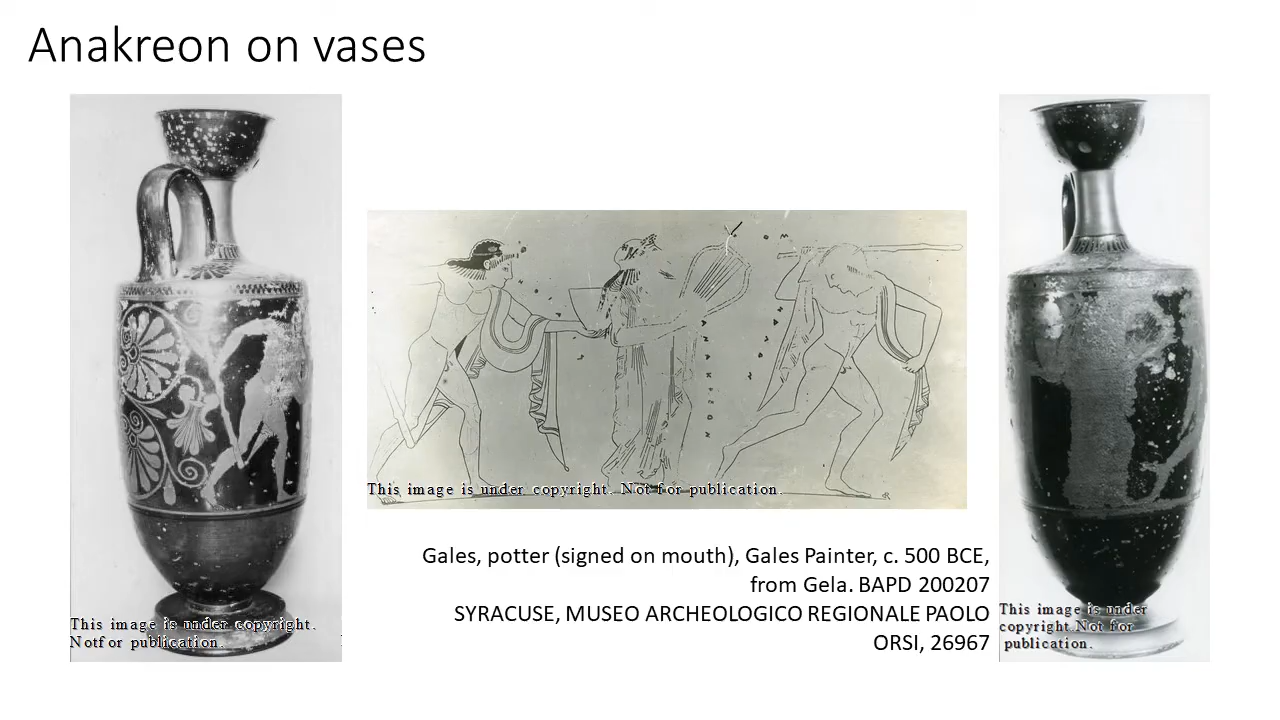 Anakreon on vases
This image is under copyright. Not for publication.
Gales, potter (signed on mouth), Gales Painter, c. 500 BCE,
from Gela. BAPD 200207
SYRACUSE, MUSEO ARCHEOLOGICO REGIONALE PAOLO
ORSI, 26967
This image is under copyright.
Not for publication.
This image is under
copyright. Not for
publication.